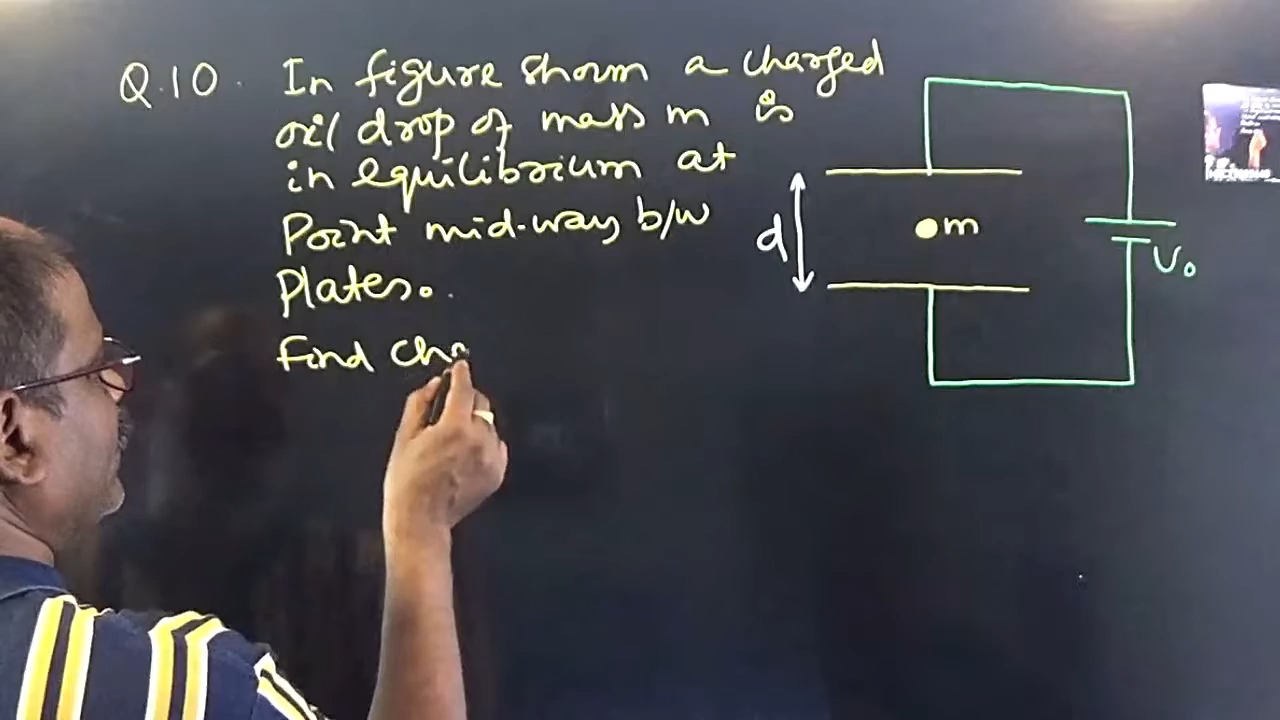 Q.10. In figure shown a charged
oil drop of mass m is
in equilibrium at
Point mid-way b/w
Plates.
Find cha
d
m
V₀